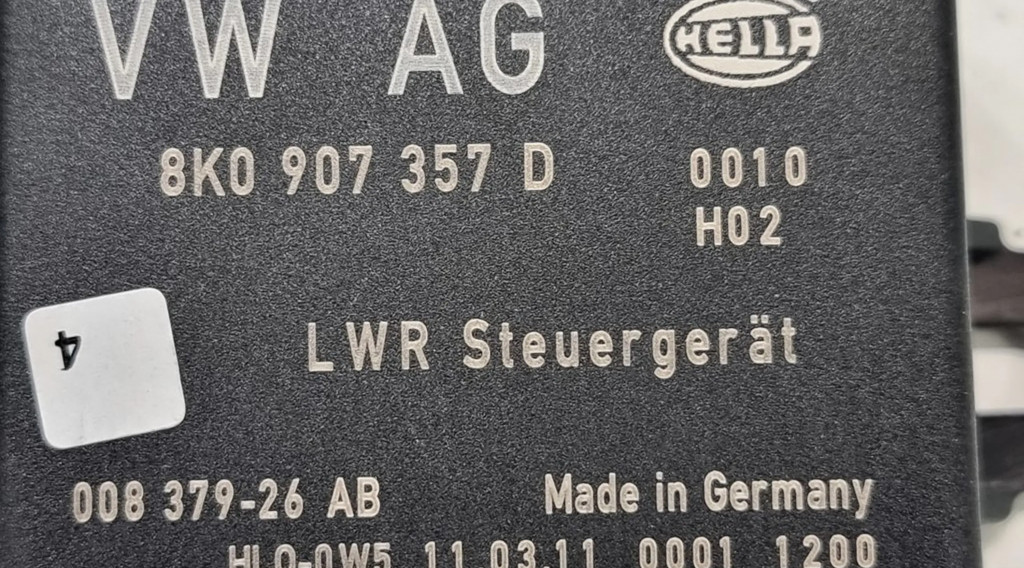 VW AG HELLA
8K0 907 357 D 0010
H02
4
LWR Steuergerät
008 379-26 AB Made in Germany
HLO-0W5 11.03.11 0001 1200